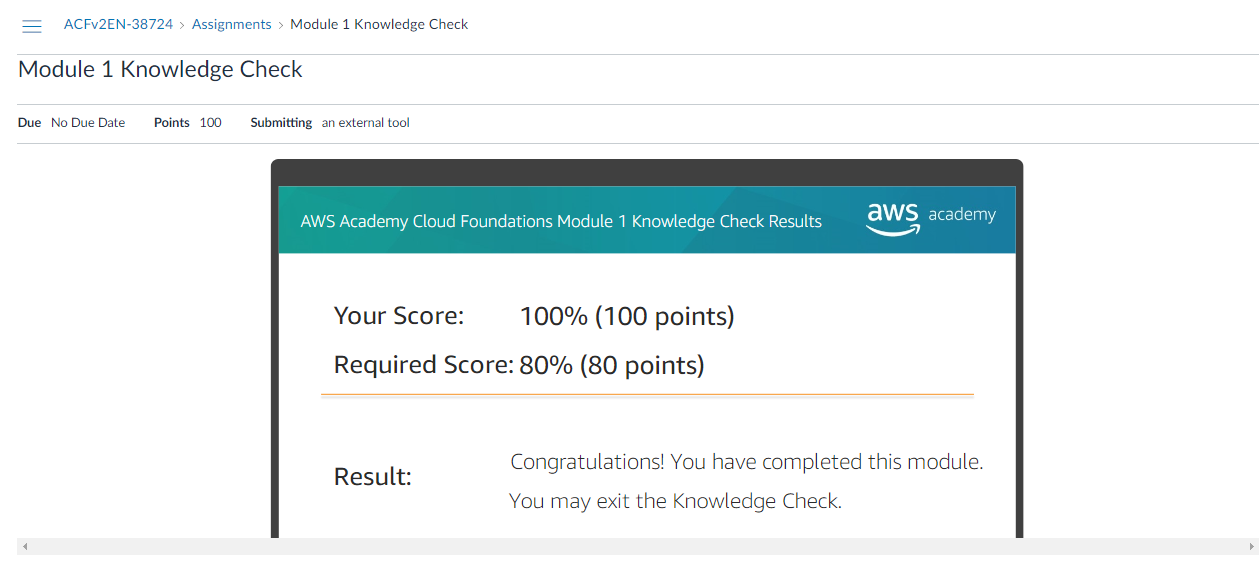 ACFv2EN-38724 > Assignments > Module 1 Knowledge Check
Module 1 Knowledge Check
Due No Due Date Points 100 Submitting an external tool
AWS Academy Cloud Foundations Module 1 Knowledge Check Results
aws academy
Your Score: 100% (100 points)
Required Score: 80% (80 points)
Result: Congratulations! You have completed this module.
You may exit the Knowledge Check.